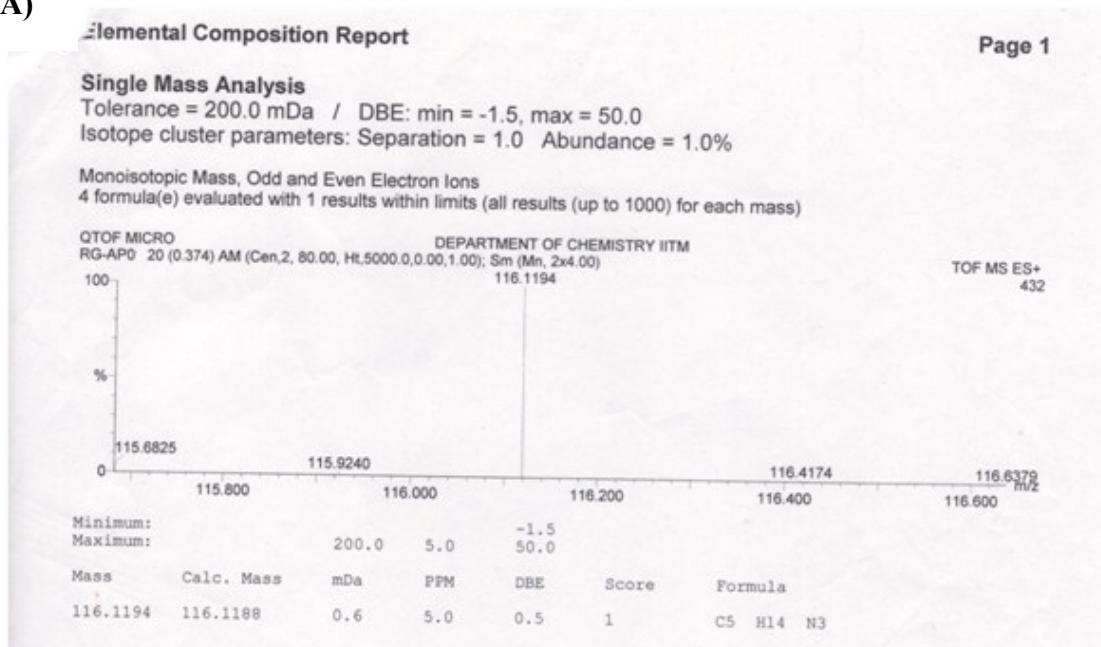 A)
Elemental Composition Report
Page 1
Single Mass Analysis
Tolerance = 200.0 mDa / DBE: min = -1.5, max = 50.0
Isotope cluster parameters: Separation = 1.0 Abundance = 1.0%
Monoisotopic Mass, Odd and Even Electron Ions
4 formula(e) evaluated with 1 results within limits (all results (up to 1000) for each mass)
QTOF MICRO
DEPARTMENT OF CHEMISTRY IITM
RG-AP0 20 (0.374) AM (Cen,2, 80.00, Ht,5000.0,0.00,1.00); Sm (Mn, 2x4.00)
TOF MS ES+
432
116.1194
100
%
0
115.6825
115.9240
116.4174
116.6379
115.800
116.000
116.200
116.400
116.600
m/z
Minimum: -1.5
Maximum: 200.0 5.0 50.0
Mass Calc. Mass mDa PPM DBE Score Formula
116.1194 116.1188 0.6 5.0 0.5 1 C5 H14 N3